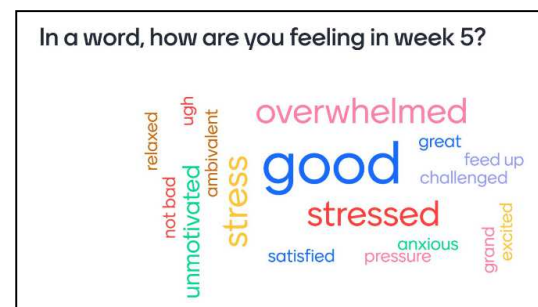 In a word, how are you feeling in week 5?
overwhelmed
ugh
relaxed
ambivalent
great
good
feed up
challenged
stress
not bad
unmotivated
stressed
excited
grand
anxious
satisfied
pressure